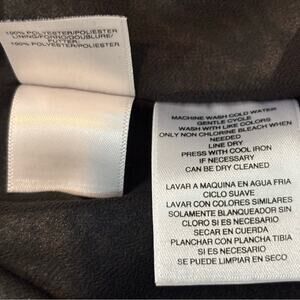 100% POLYESTER/POLIESTER
LINING/FORRO/DOUBLURE/
FUTTER:
100% POLYESTER/POLIESTER
MACHINE WASH COLD WATER
GENTLE CYCLE
WASH WITH LIKE COLORS
ONLY NON CHLORINE BLEACH WHEN
NEEDED
LINE DRY
PRESS WITH COOL IRON
IF NECESSARY
CAN BE DRY CLEANED
LAVAR A MAQUINA EN AGUA FRIA
CICLO SUAVE
LAVAR CON COLORES SIMILARES
SOLAMENTE BLANQUEADOR SIN
CLORO SI ES NECESARIO
SECAR EN CUERDA
PLANCHAR CON PLANCHA TIBIA
SI ES NECESARIO
SE PUEDE LIMPIAR EN SECO